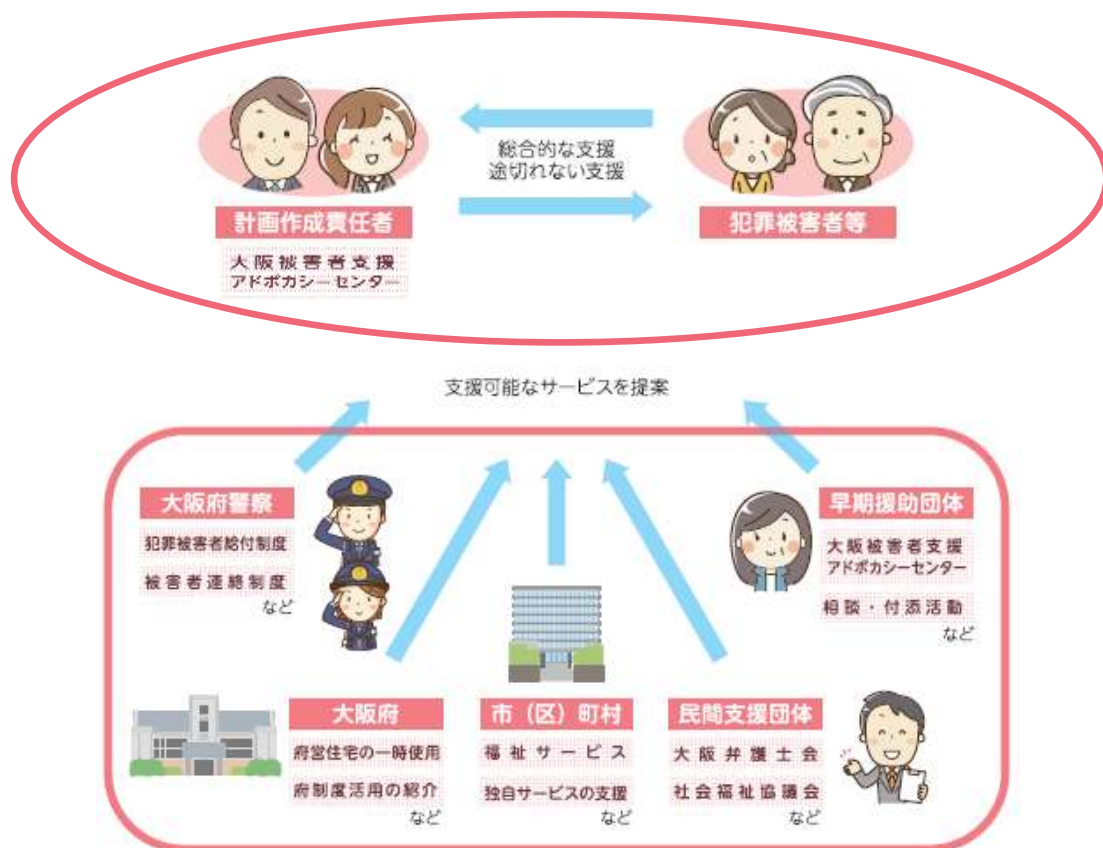 総合的な支援
途切れない支援
計画作成責任者
犯罪被害者等
大阪被害者支援
アドボカシーセンター
支援可能なサービスを提案
大阪府警察
犯罪被害者給付制度
被害者連絡制度
など
早期援助団体
大阪被害者支援
アドボカシーセンター
相談・付添活動
など
大阪府
府営住宅の一時使用
府制度活用の紹介
など
市（区）町村
福祉サービス
独自サービスの支援
など
民間支援団体
大阪弁護士会
社会福祉協議会
など